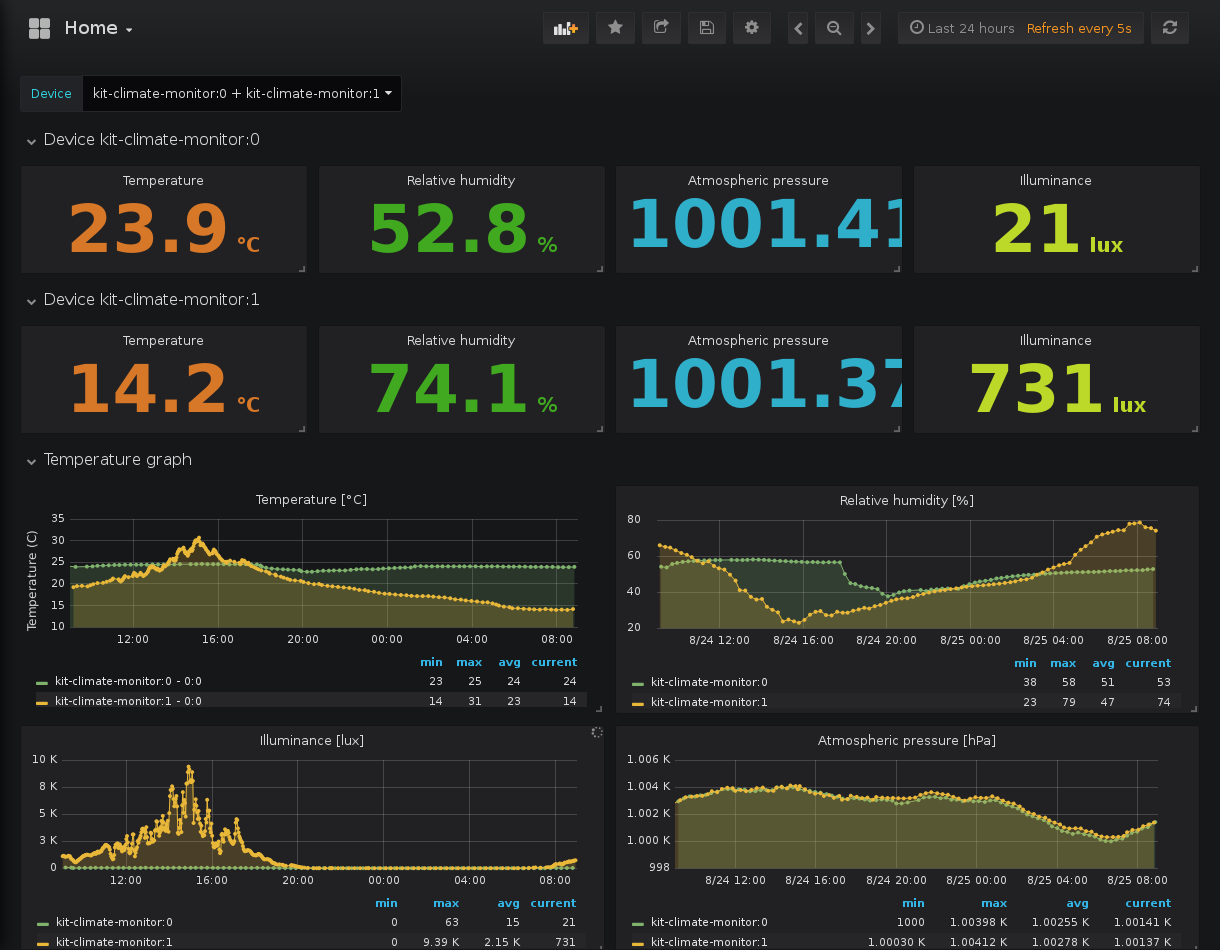 Home
Last 24 hours Refresh every 5s
Device kit-climate-monitor:0 + kit-climate-monitor:1
Device kit-climate-monitor:0
Temperature Relative humidity Atmospheric pressure Illuminance
23.9 °C 52.8 % 1001.41 21 lux
Device kit-climate-monitor:1
Temperature Relative humidity Atmospheric pressure Illuminance
14.2 °C 74.1 % 1001.37 731 lux
Temperature graph
Temperature [°C]
Temperature (C)
35
30
25
20
15
10
12:00 16:00 20:00 00:00 04:00 08:00
min max avg current
kit-climate-monitor:0 - 0:0 23 25 24 24
kit-climate-monitor:1 - 0:0 14 31 23 14
Relative humidity [%]
80
60
40
20
8/24 12:00 8/24 16:00 8/24 20:00 8/25 00:00 8/25 04:00 8/25 08:00
min max avg current
kit-climate-monitor:0 38 58 51 53
kit-climate-monitor:1 23 79 47 74
Illuminance [lux]
10 K
8 K
5 K
3 K
0
12:00 16:00 20:00 00:00 04:00 08:00
min max avg current
kit-climate-monitor:0 0 63 15 21
kit-climate-monitor:1 0 9.39 K 2.15 K 731
Atmospheric pressure [hPa]
1.006 K
1.004 K
1.002 K
1.000 K
998
8/24 12:00 8/24 16:00 8/24 20:00 8/25 00:00 8/25 04:00 8/25 08:00
min max avg current
kit-climate-monitor:0 1000 1.00398 K 1.00255 K 1.00141 K
kit-climate-monitor:1 1.00030 K 1.00412 K 1.00278 K 1.00137 K